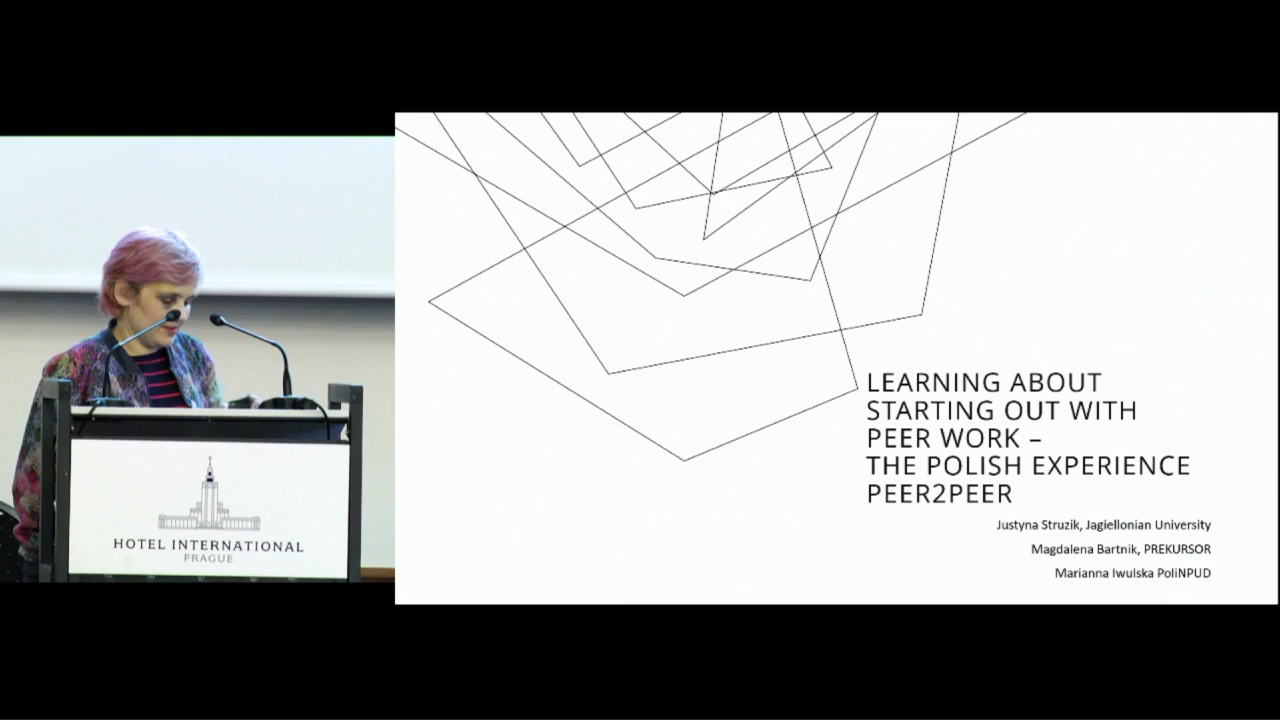 HOTEL INTERNATIONAL
PRAGUE
LEARNING ABOUT
STARTING OUT WITH
PEER WORK –
THE POLISH EXPERIENCE
PEER2PEER
Justyna Struzik, Jagiellonian University
Magdalena Bartnik, PREKURSOR
Marianna Iwulska PoliNPUD